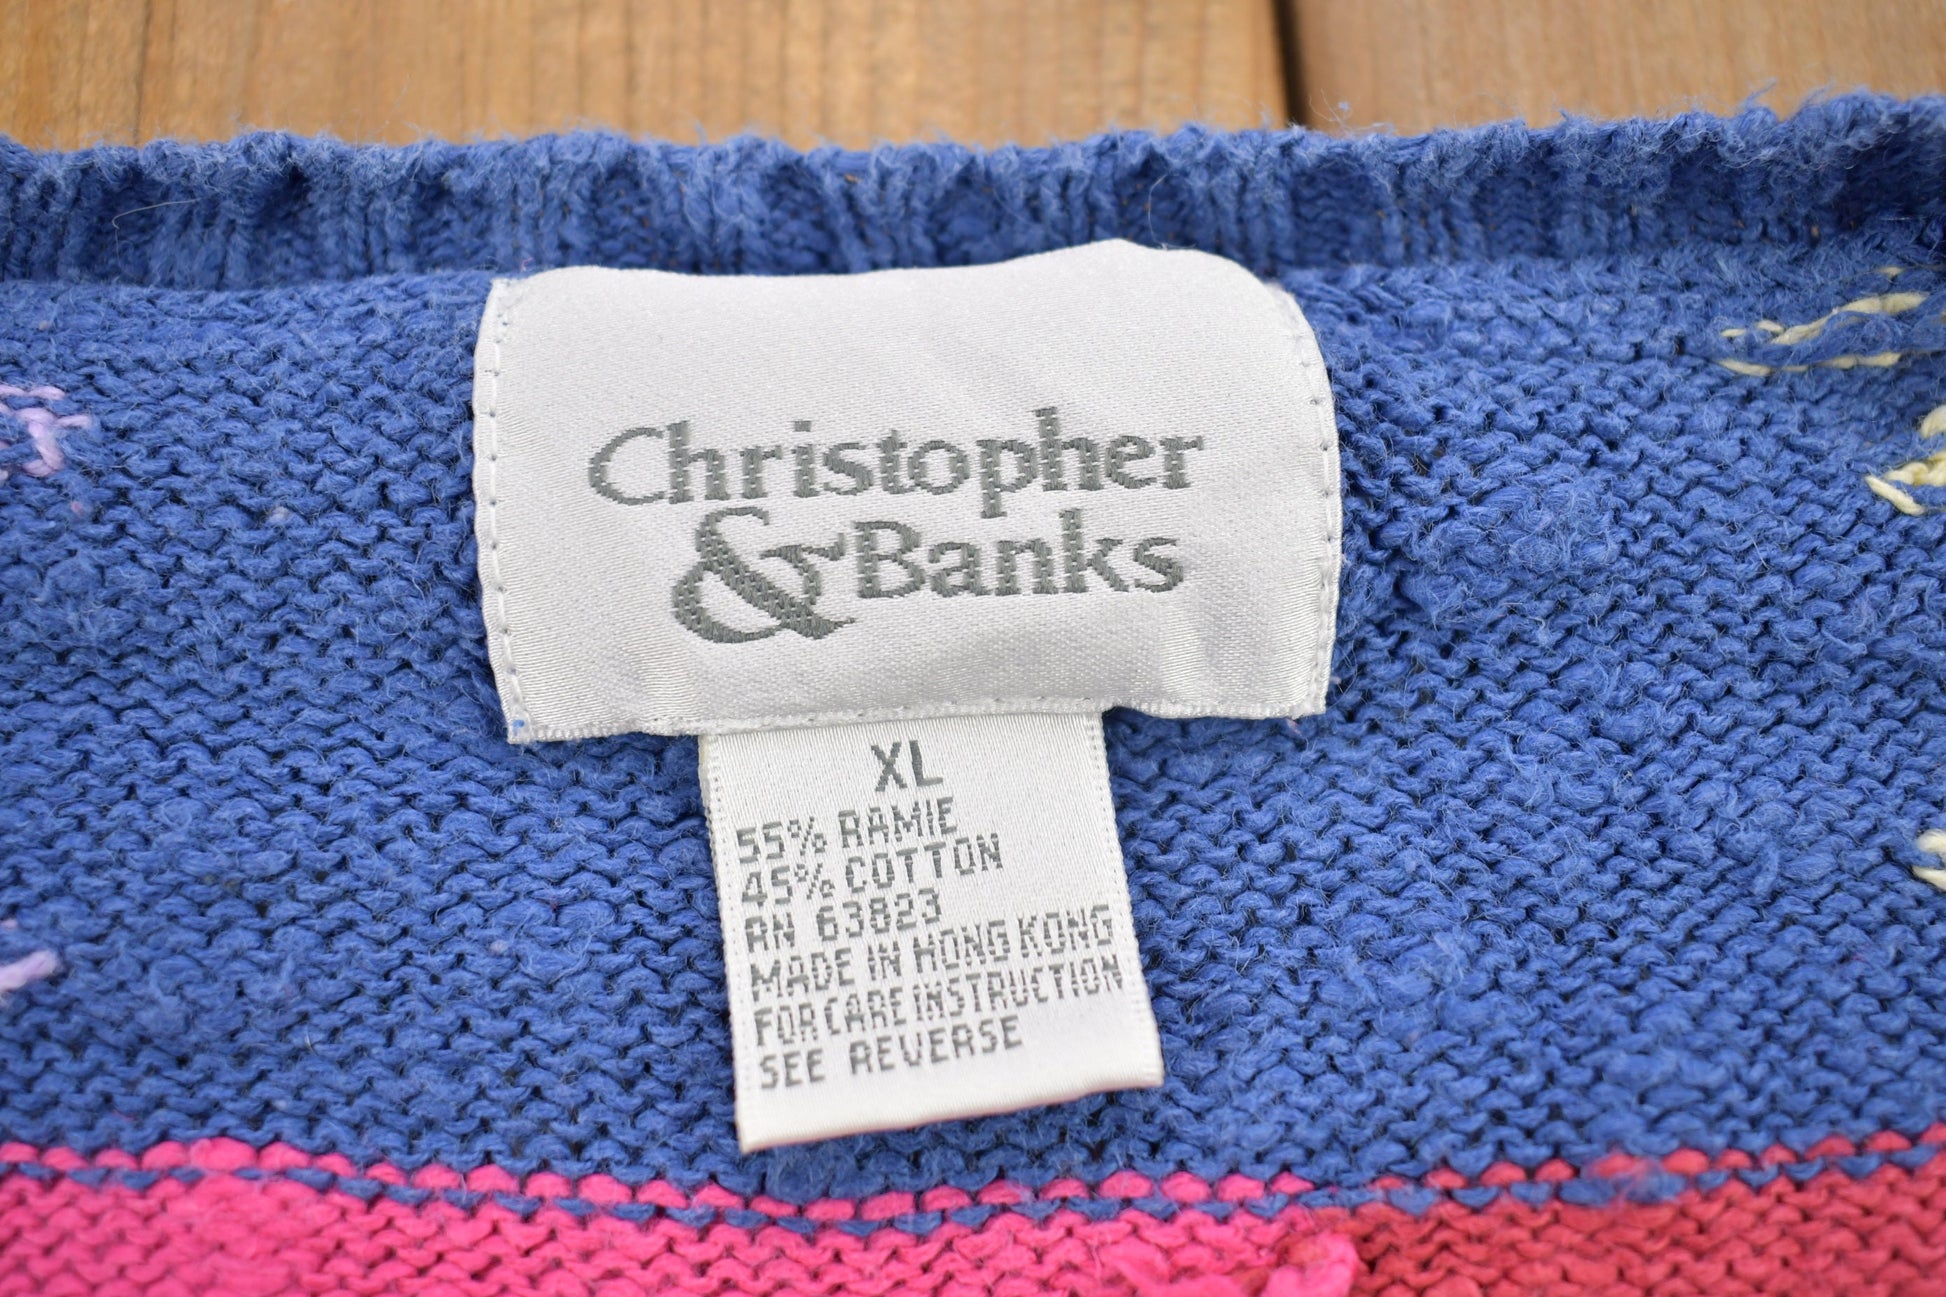 Christopher
& Banks
XL
55% RAMIE
45% COTTON
RN 63823
MADE IN HONG KONG
FOR CARE INSTRUCTION
SEE REVERSE